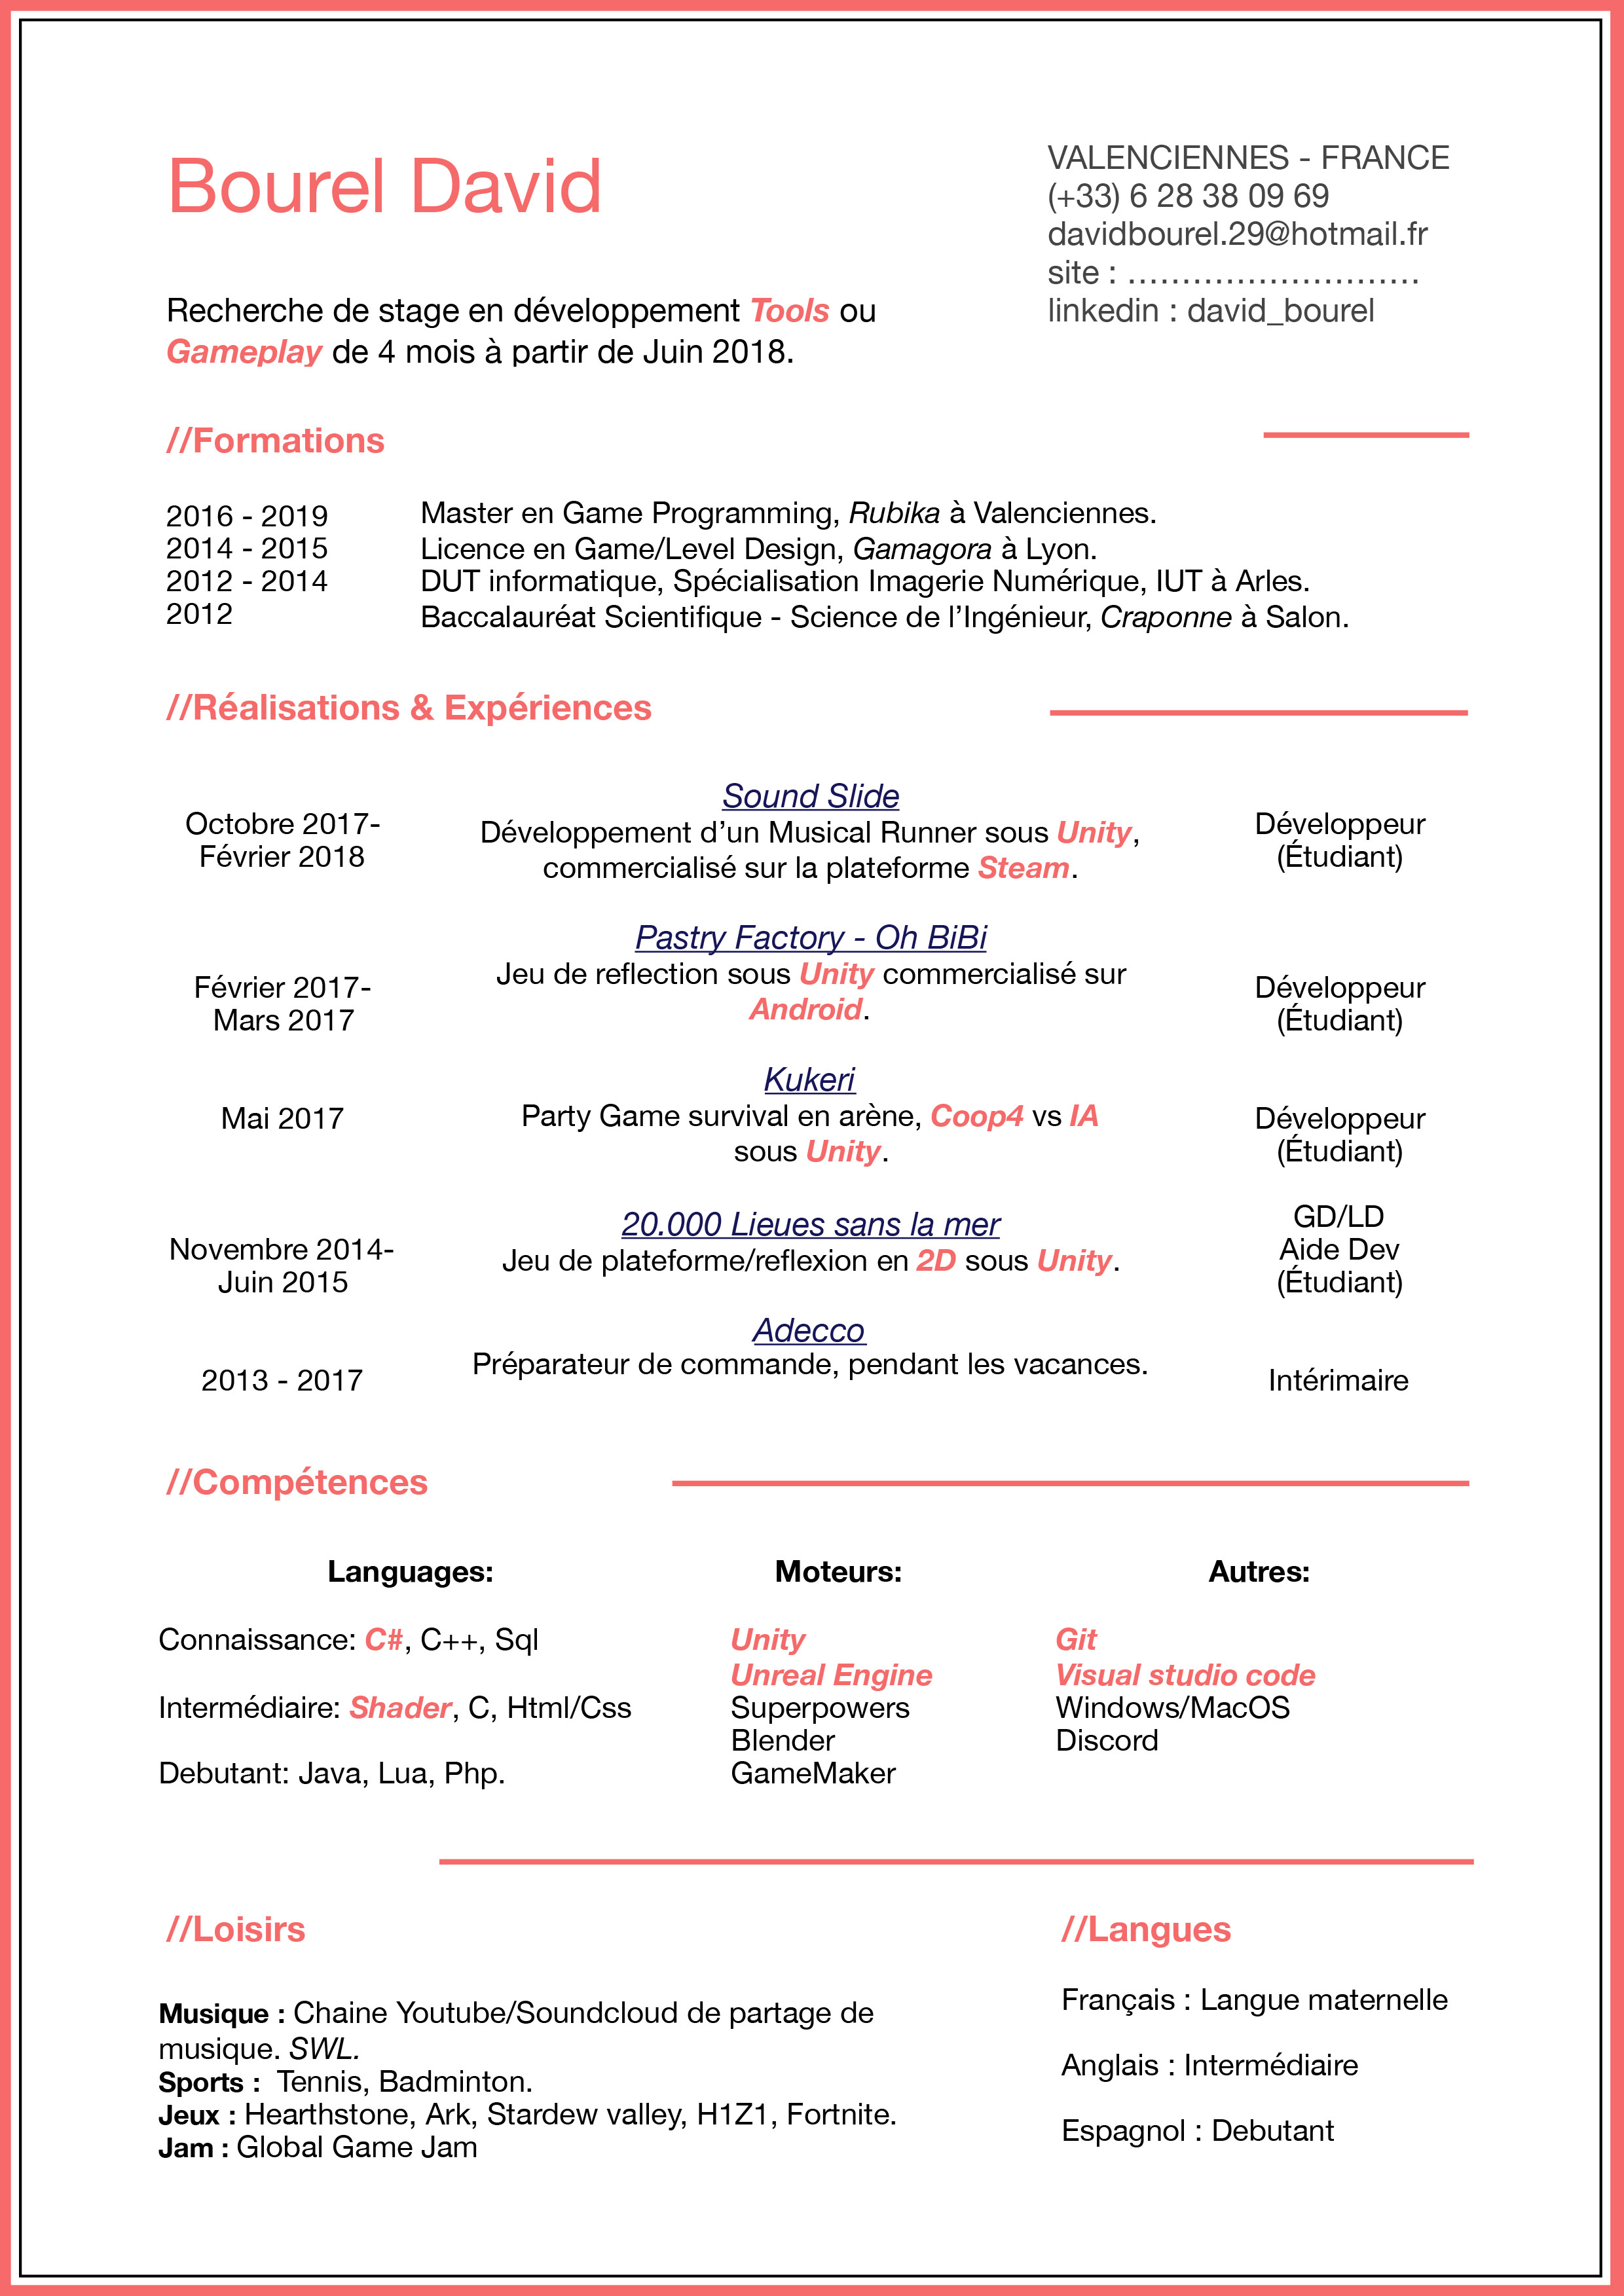 Bourel David
VALENCIENNES - FRANCE
(+33) 6 28 38 09 69
davidbourel.29@hotmail.fr
site : ...........................
linkedin : david_bourel
Recherche de stage en développement Tools ou
Gameplay de 4 mois à partir de Juin 2018.
//Formations
2016 - 2019 Master en Game Programming, Rubika à Valenciennes.
2014 - 2015 Licence en Game/Level Design, Gamagora à Lyon.
2012 - 2014 DUT informatique, Spécialisation Imagerie Numérique, IUT à Arles.
2012 Baccalauréat Scientifique - Science de l’Ingénieur, Craponne à Salon.
//Réalisations & Expériences
Octobre 2017-
Février 2018
Sound Slide
Développement d’un Musical Runner sous Unity,
commercialisé sur la plateforme Steam.
Développeur
(Étudiant)
Février 2017-
Mars 2017
Pastry Factory - Oh BiBi
Jeu de reflection sous Unity commercialisé sur
Android.
Développeur
(Étudiant)
Mai 2017
Kukeri
Party Game survival en arène, Coop4 vs IA
sous Unity.
Développeur
(Étudiant)
Novembre 2014-
Juin 2015
20.000 Lieues sans la mer
Jeu de plateforme/reflexion en 2D sous Unity.
GD/LD
Aide Dev
(Étudiant)
2013 - 2017
Adecco
Préparateur de commande, pendant les vacances.
Intérimaire
//Compétences
Languages:
Connaissance: C#, C++, Sql
Intermédiaire: Shader, C, Html/Css
Debutant: Java, Lua, Php.
Moteurs:
Unity
Unreal Engine
Superpowers
Blender
GameMaker
Autres:
Git
Visual studio code
Windows/MacOS
Discord
//Loisirs
Musique : Chaine Youtube/Soundcloud de partage de
musique. SWL.
Sports : Tennis, Badminton.
Jeux : Hearthstone, Ark, Stardew valley, H1Z1, Fortnite.
Jam : Global Game Jam
//Langues
Français : Langue maternelle
Anglais : Intermédiaire
Espagnol : Debutant